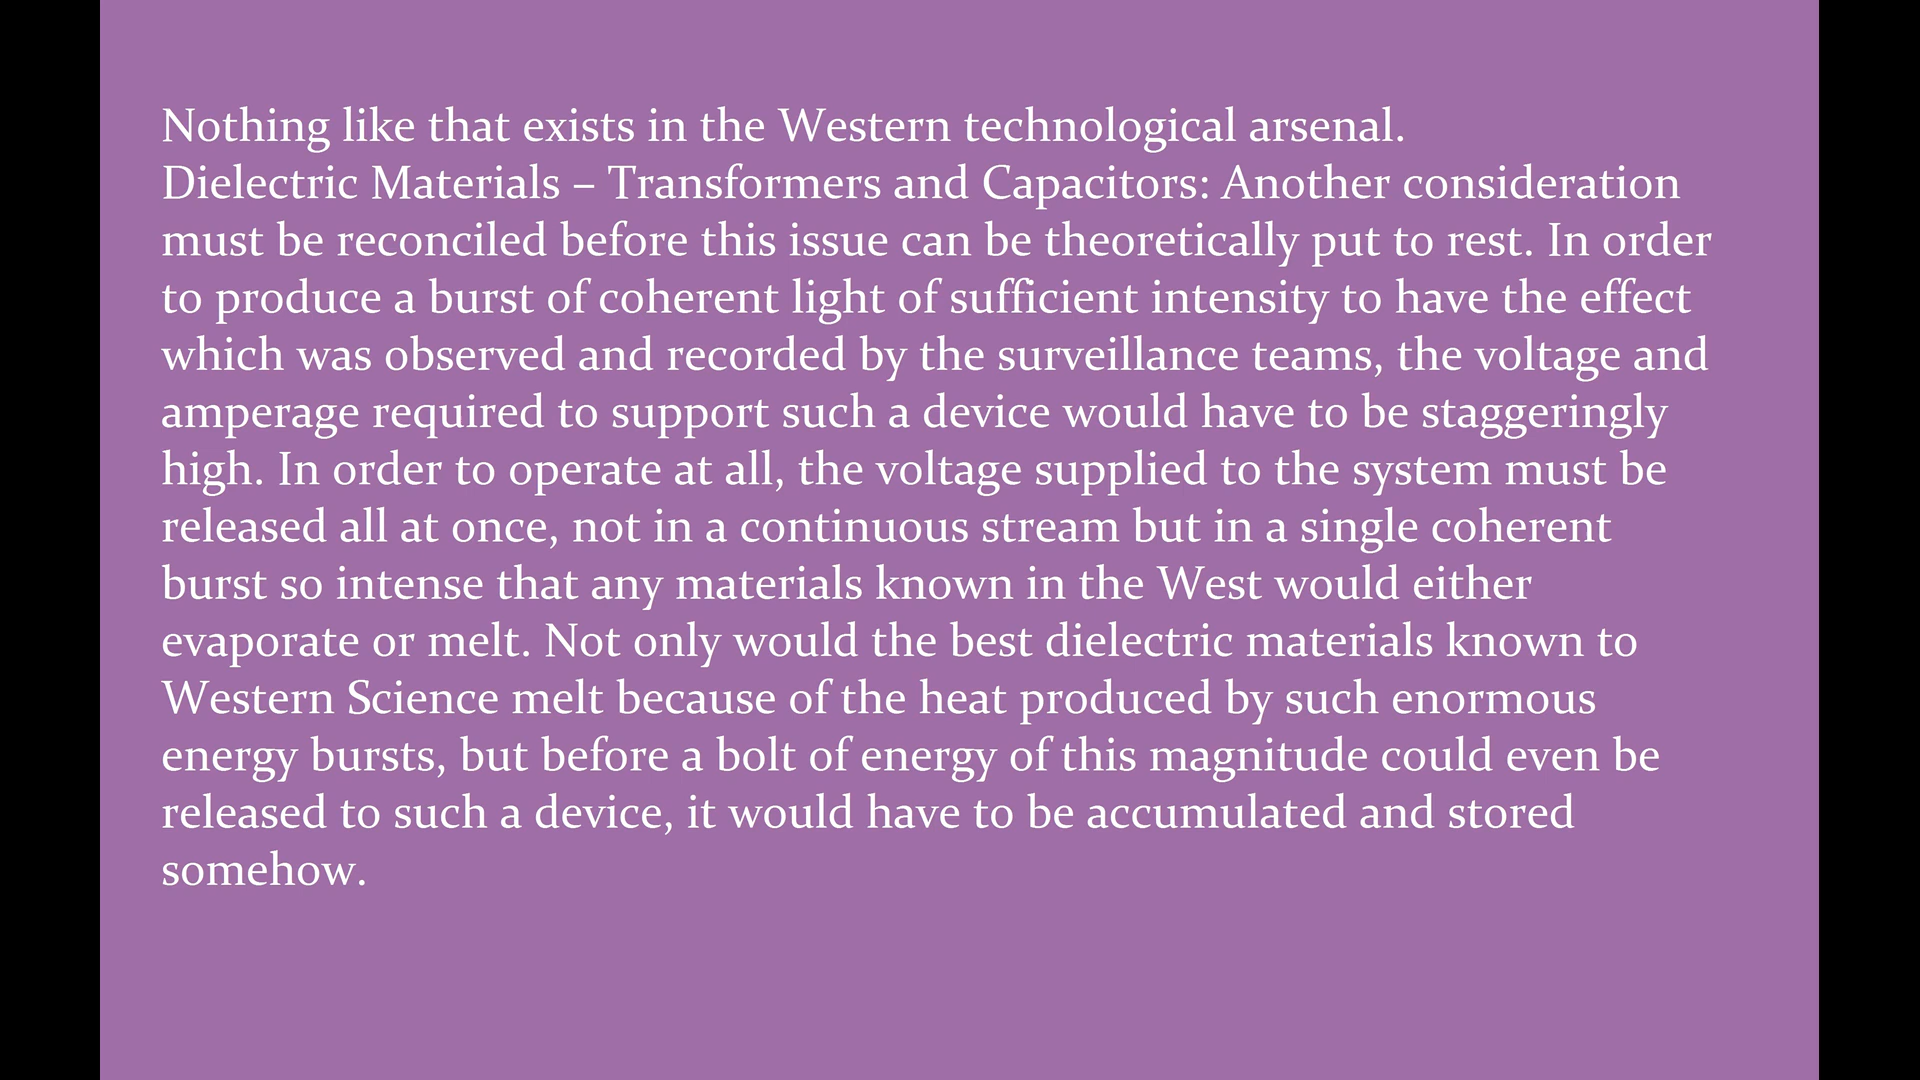 Nothing like that exists in the Western technological arsenal.
Dielectric Materials – Transformers and Capacitors: Another consideration
must be reconciled before this issue can be theoretically put to rest. In order
to produce a burst of coherent light of sufficient intensity to have the effect
which was observed and recorded by the surveillance teams, the voltage and
amperage required to support such a device would have to be staggeringly
high. In order to operate at all, the voltage supplied to the system must be
released all at once, not in a continuous stream but in a single coherent
burst so intense that any materials known in the West would either
evaporate or melt. Not only would the best dielectric materials known to
Western Science melt because of the heat produced by such enormous
energy bursts, but before a bolt of energy of this magnitude could even be
released to such a device, it would have to be accumulated and stored
somehow.